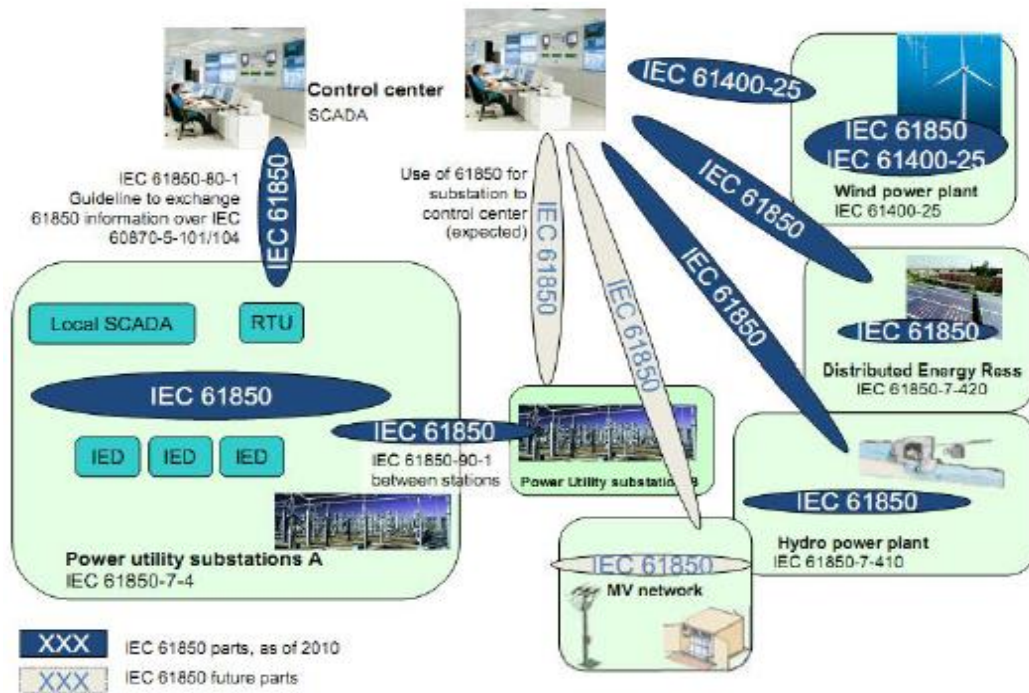 Control center
SCADA
IEC 61850-80-1
Guideline to exchange
61850 information over IEC
60870-5-101/104
IEC 61850
Use of 61850 for
substation to
control center
(expected)
IEC 61850
IEC 61850
IEC 61400-25
IEC 61850
IEC 61850
IEC 61850
IEC 61400-25
Wind power plant
IEC 61400-25
IEC 61850
Distributed Energy Ress
IEC 61850-7-420
IEC 61850
Hydro power plant
IEC 61850-7-410
Local SCADA
RTU
IEC 61850
IED
IED
IED
Power utility substations A
IEC 61850-7-4
IEC 61850
IEC 61850-90-1
between stations
Power Utility substations B
IEC 61850
MV network
XXX
IEC 61850 parts, as of 2010
XXX
IEC 61850 future parts